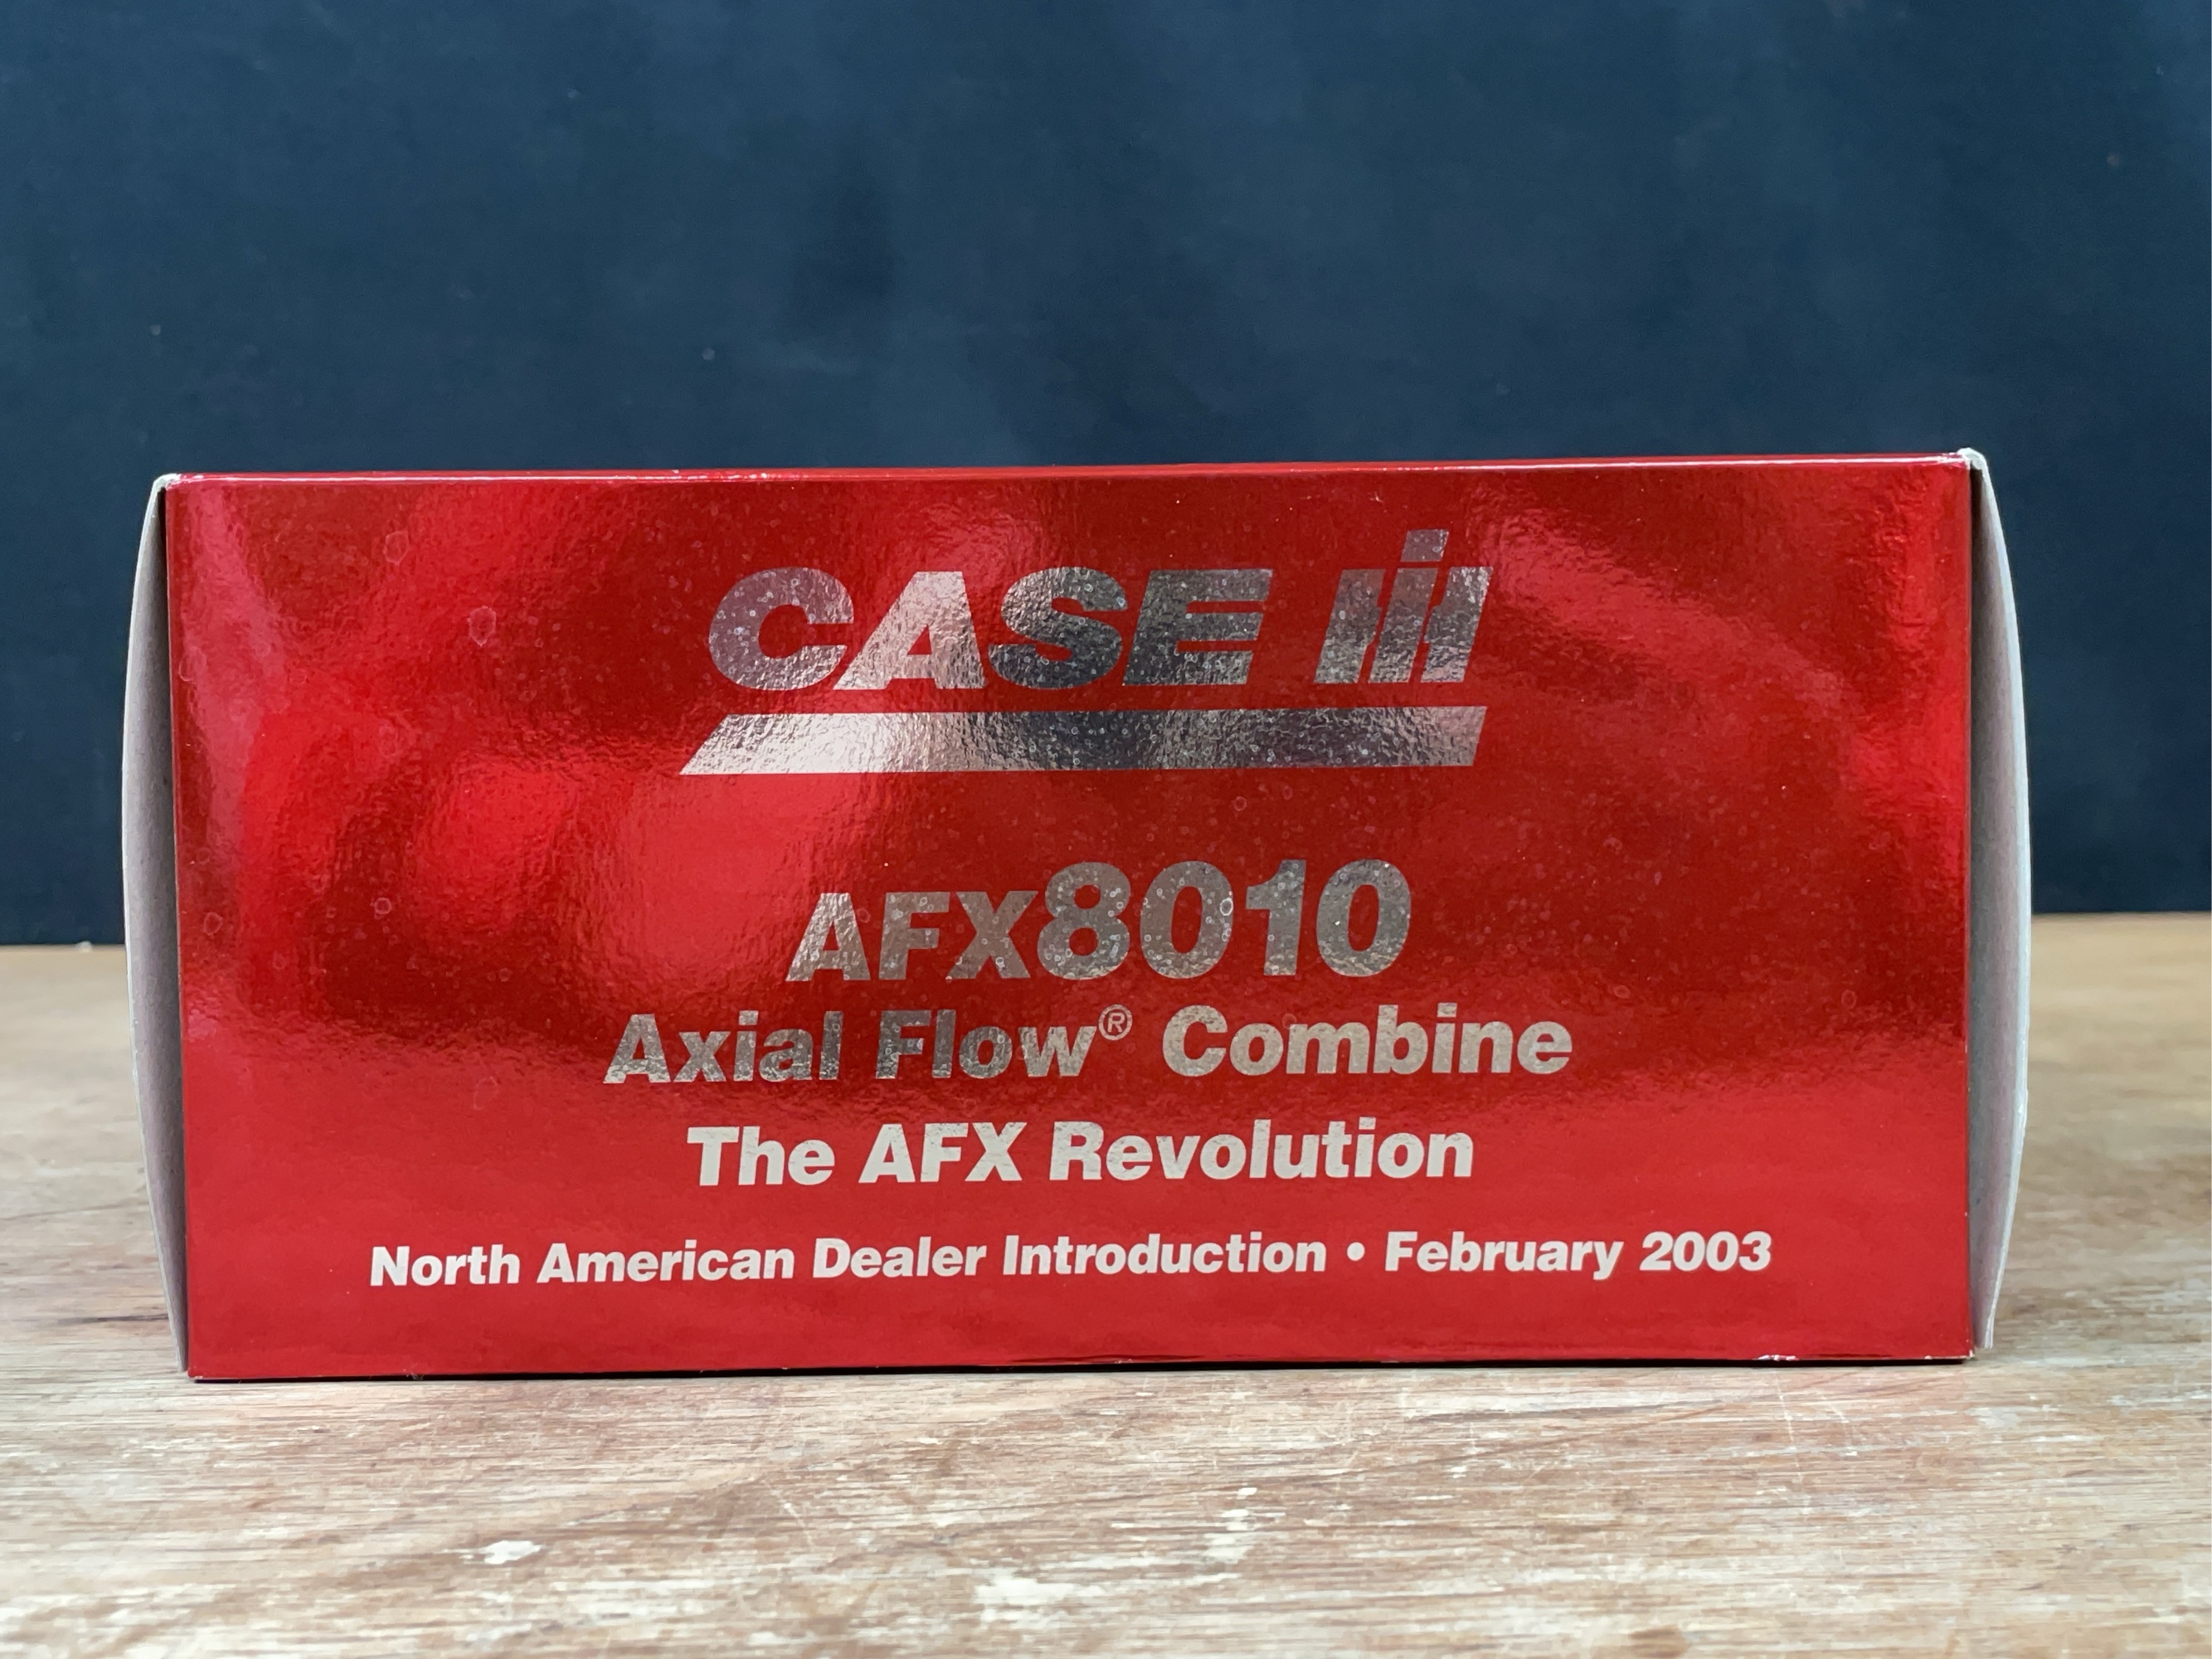 CASE IH
AFX8010
Axial Flow® Combine
The AFX Revolution
North American Dealer Introduction • February 2003